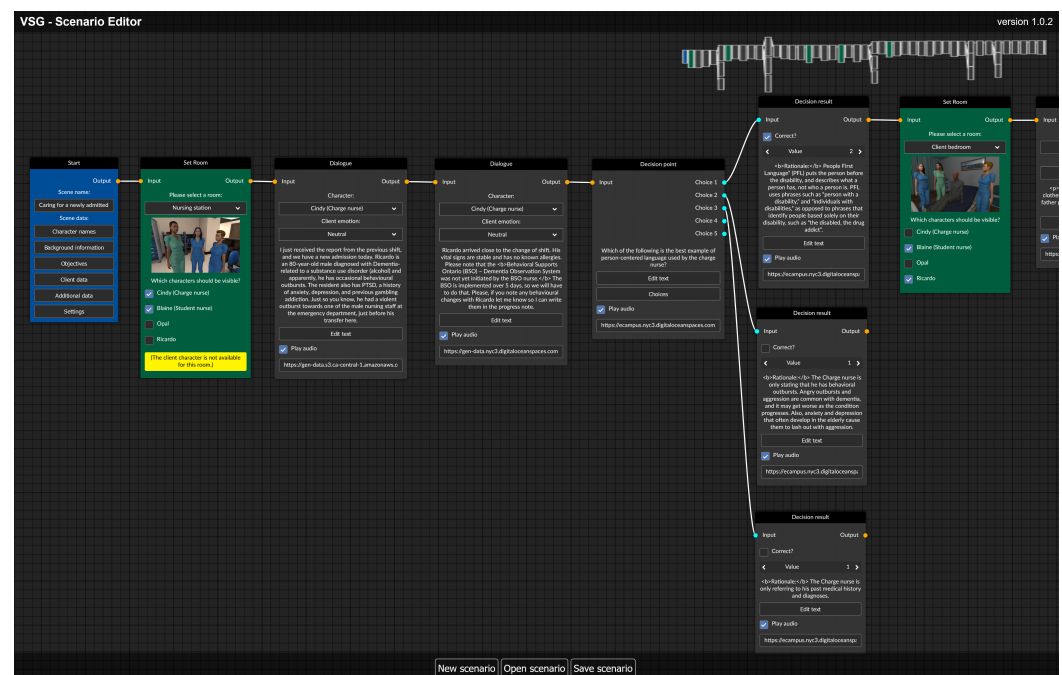 VSG - Scenario Editor
version 1.0.2
Start
Output
Scene name:
Caring for a newly admitted
Scene data:
Character names
Background information
Objectives
Client data
Additional data
Settings
Set Room
Input
Output
Please select a room:
Nursing station
Which characters should be visible?
Cindy (Charge nurse)
Blaine (Student nurse)
Opal
Ricardo
(The client character is not available
for this room.)
Dialogue
Input
Output
Character:
Cindy (Charge nurse)
Client emotion:
Neutral
I just received the report from the previous shift,
and we have a new admission today. Ricardo is
an 80-year-old male diagnosed with Dementia-
related to a substance use disorder (alcohol) and
apparently, he has occasional behavioural
outbursts. The resident also has PTSD, a history
of anxiety, depression, and previous gambling
addiction. Just so you know, he had a violent
outburst towards one of the male nursing staff at
the emergency department, just before his
transfer here.
Edit text
Play audio
https://gen-data.s3.ca-central-1.amazonaws.c
Dialogue
Input
Output
Character:
Cindy (Charge nurse)
Client emotion:
Neutral
Ricardo arrived close to the change of shift. His
vital signs are stable and has no known allergies.
Please note that the <b>Behavioral Supports
Ontario (BSO) – Dementia Observation System
was not yet initiated by the BSO nurse.</b> The
BSO is implemented over 5 days, so we will have
to do that. Please, if you note any behavioural
changes with Ricardo let me know so I can write
them in the progress note.
Edit text
Play audio
https://gen-data.nyc3.digitaloceanspaces.com
Decision point
Input
Choice 1
Choice 2
Choice 3
Choice 4
Choice 5
Which of the following is the best example of
person-centered language used by the charge
nurse?
Edit text
Choices
Play audio
https://ecampus.nyc3.digitaloceanspaces.com
Decision result
Input
Output
Correct?
Value
2
<b>Rationale:</b> People First
Language" (PFL) puts the person before
the disability, and describes what a
person has, not who a person is. PFL
uses phrases such as "person with a
disability," and "individuals with
disabilities," as opposed to phrases that
identify people based solely on their
disability, such as "the disabled, the drug
addict".
Edit text
Play audio
https://ecampus.nyc3.digitaloceanspa
Decision result
Input
Output
Correct?
Value
1
<b>Rationale:</b> The Charge nurse is
only stating that he has behavioral
outbursts. Angry outbursts and
aggression are common with dementia,
and it may get worse as the condition
progresses. Also, anxiety and depression
that often develop in the elderly cause
them to lash out with aggression.
Edit text
Play audio
https://ecampus.nyc3.digitaloceanspa
Decision result
Input
Output
Correct?
Value
1
<b>Rationale:</b> The Charge nurse is
only referring to his past medical history
and diagnoses.
Edit text
Play audio
https://ecampus.nyc3.digitaloceanspa
Set Room
Input
Output
Please select a room:
Client bedroom
Which characters should be visible?
Cindy (Charge nurse)
Blaine (Student nurse)
Opal
Ricardo
Input
clothe
father p
Pl
https
New scenario
Open scenario
Save scenario